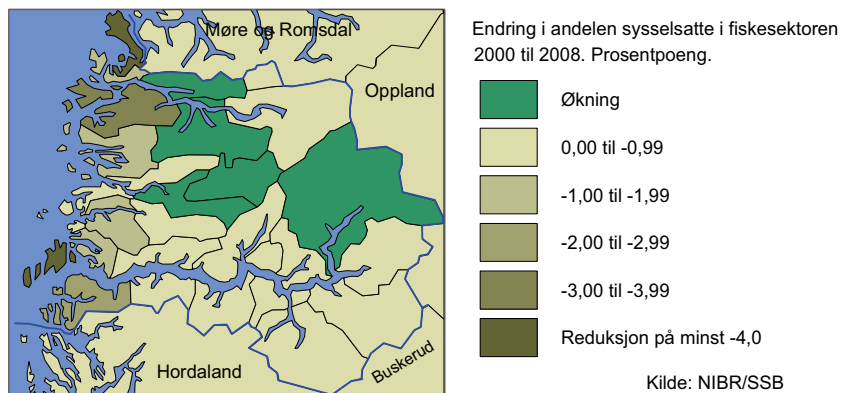 Møre og Romsdal
Oppland
Hordaland
Buskerud
Endring i andelen sysselsatte i fiskesektoren
2000 til 2008. Prosentpoeng.
Økning
0,00 til -0,99
-1,00 til -1,99
-2,00 til -2,99
-3,00 til -3,99
Reduksjon på minst -4,0
Kilde: NIBR/SSB